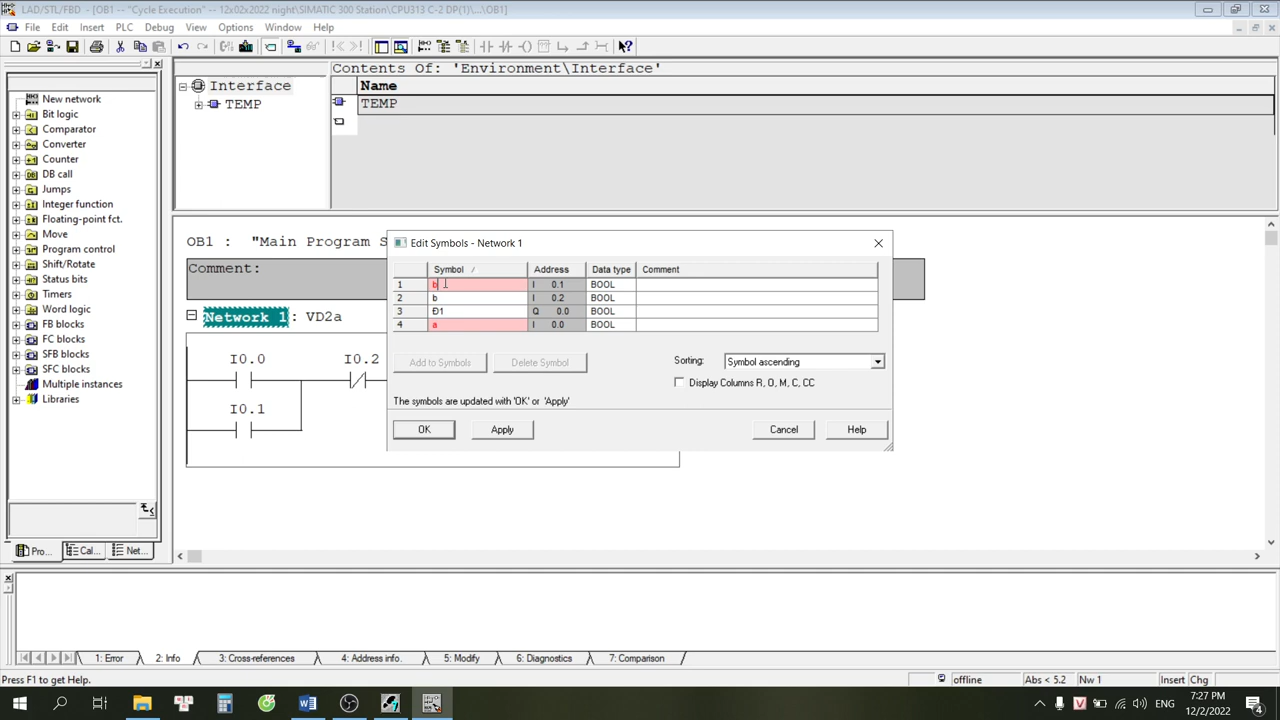 LAD/STL/FBD - [OB1 -- "Cycle Execution" -- 12x02x2022 night\SIMATIC 300 Station\CPU313 C-2 DP(1)\...\OB1]
File Edit Insert PLC Debug View Options Window Help
New network
Bit logic
Comparator
Converter
Counter
DB call
Jumps
Integer function
Floating-point fct.
Move
Program control
Shift/Rotate
Status bits
Timers
Word logic
FB blocks
FC blocks
SFB blocks
SFC blocks
Multiple instances
Libraries
Pro... Cal... Net...
Interface
TEMP
Contents Of: 'Environment\Interface'
Name
TEMP
OB1 : "Main Program S
Comment:
Network 1: VD2a
I0.0 I0.2
I0.1
Edit Symbols - Network 1
Symbol Address Data type Comment
1 b I 0.1 BOOL
2 b I 0.2 BOOL
3 Đ1 Q 0.0 BOOL
4 a I 0.0 BOOL
Add to Symbols Delete Symbol Sorting: Symbol ascending
Display Columns R, O, M, C, CC
The symbols are updated with 'OK' or 'Apply'
OK Apply Cancel Help
1: Error 2: Info 3: Cross-references 4: Address info. 5: Modify 6: Diagnostics 7: Comparison
Press F1 to get Help. offline Abs < 5.2 Nw 1 Insert Chg
ENG 7:27 PM
12/2/2022